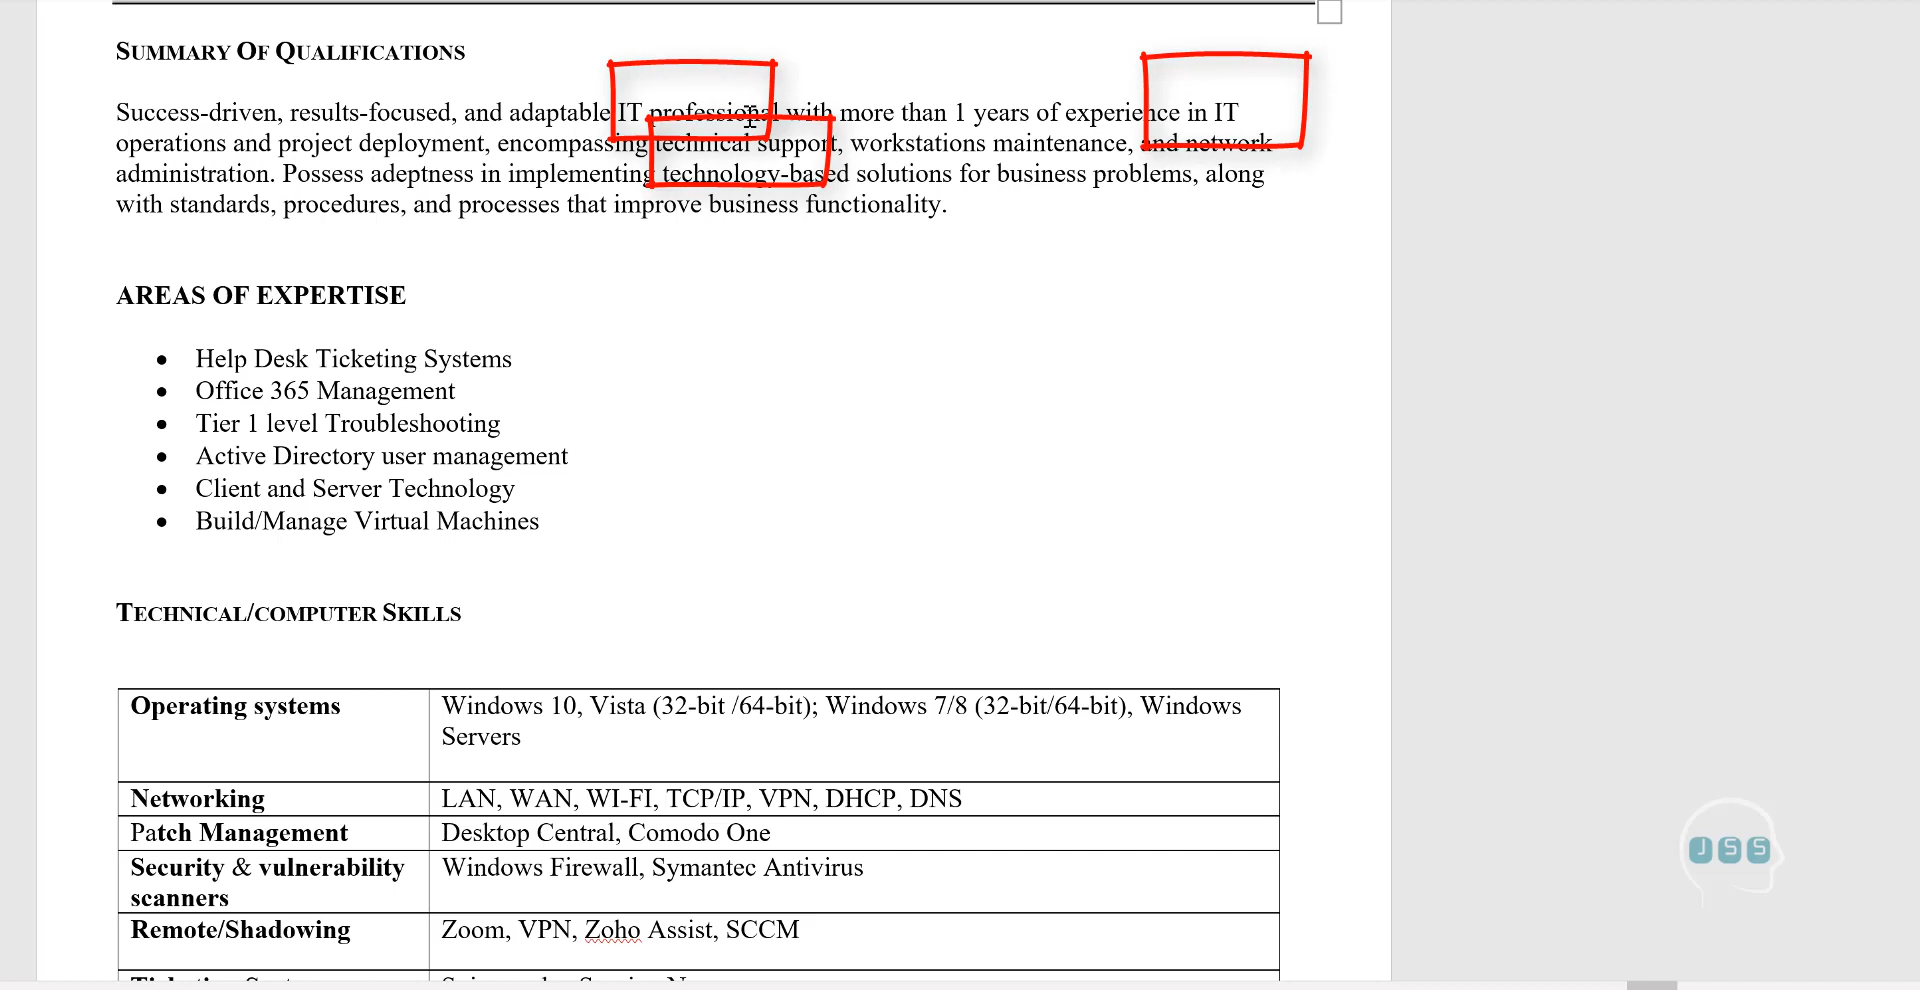 SUMMARY OF QUALIFICATIONS
Success-driven, results-focused, and adaptable IT professional with more than 1 years of experience in IT
operations and project deployment, encompassing technical support, workstations maintenance, and network
administration. Possess adeptness in implementing technology-based solutions for business problems, along
with standards, procedures, and processes that improve business functionality.
AREAS OF EXPERTISE
• Help Desk Ticketing Systems
• Office 365 Management
• Tier 1 level Troubleshooting
• Active Directory user management
• Client and Server Technology
• Build/Manage Virtual Machines
TECHNICAL/COMPUTER SKILLS
Operating systems Windows 10, Vista (32-bit /64-bit); Windows 7/8 (32-bit/64-bit), Windows
Servers
Networking LAN, WAN, WI-FI, TCP/IP, VPN, DHCP, DNS
Patch Management Desktop Central, Comodo One
Security & vulnerability Windows Firewall, Symantec Antivirus
scanners
Remote/Shadowing Zoom, VPN, Zoho Assist, SCCM
JSS